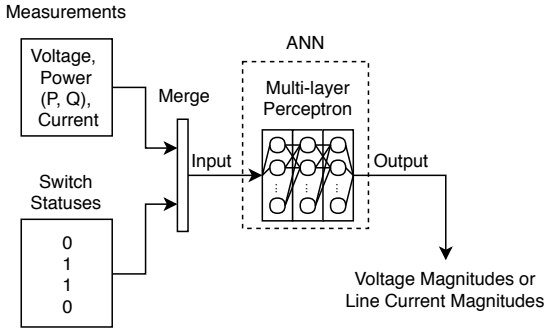 Measurements
Voltage,
Power
(P, Q),
Current
Merge
Switch
Statuses
0
1
1
0
Input
ANN
Multi-layer
Perceptron
Output
Voltage Magnitudes or
Line Current Magnitudes